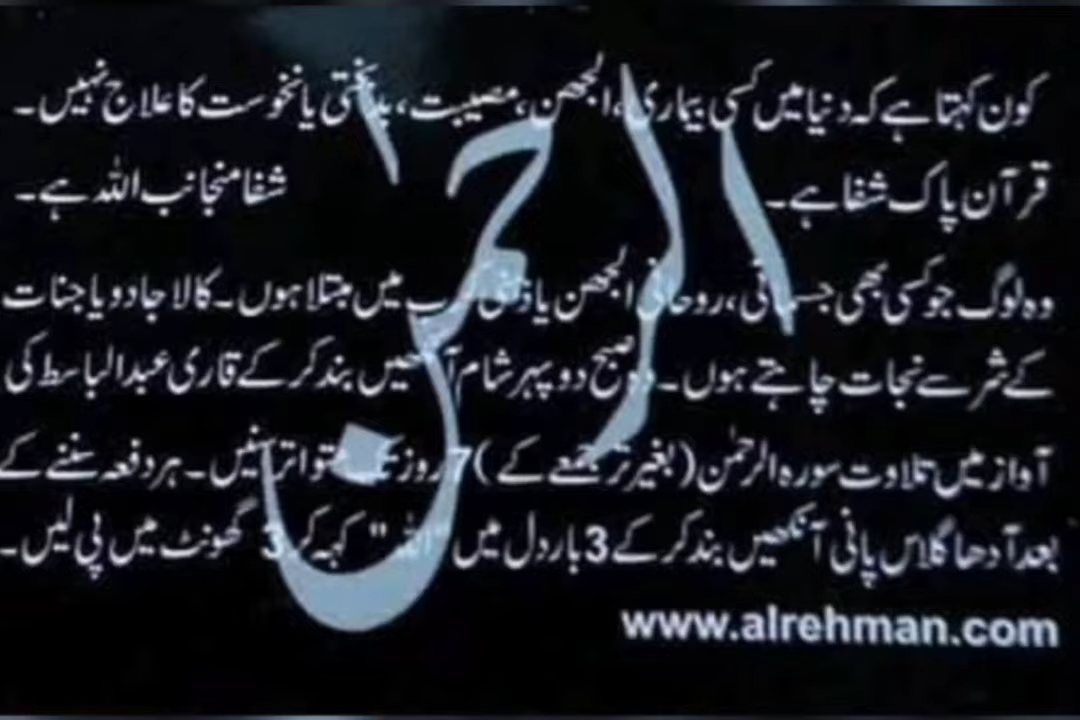 کون کہتا ہے کہ دنیا میں کسی بیماری، الجھن، مصیبت، بدبختی یا نحوست کا علاج نہیں۔
قرآن پاک شفا ہے۔ شفا منجانب اللہ ہے۔
وہ لوگ جو کسی بھی جسمانی، روحانی الجھن یا ذہنی کرب میں مبتلا ہوں۔ کالا جادو یا جنات
کے شر سے نجات چاہتے ہوں۔ وہ صبح دوپہر شام آنکھیں بند کر کے قاری عبدالباسط کی
آواز میں تلاوت سورہ الرحمٰن (بغیر ترجمعے کے) 7 روز تک متواتر سنیں۔ ہر دفعہ سننے کے
بعد آدھا گلاس پانی آنکھیں بند کر کے 3 بار دل میں "اللہ" کہہ کر 3 گھونٹ میں پی لیں۔
الرحمٰن
www.alrehman.com